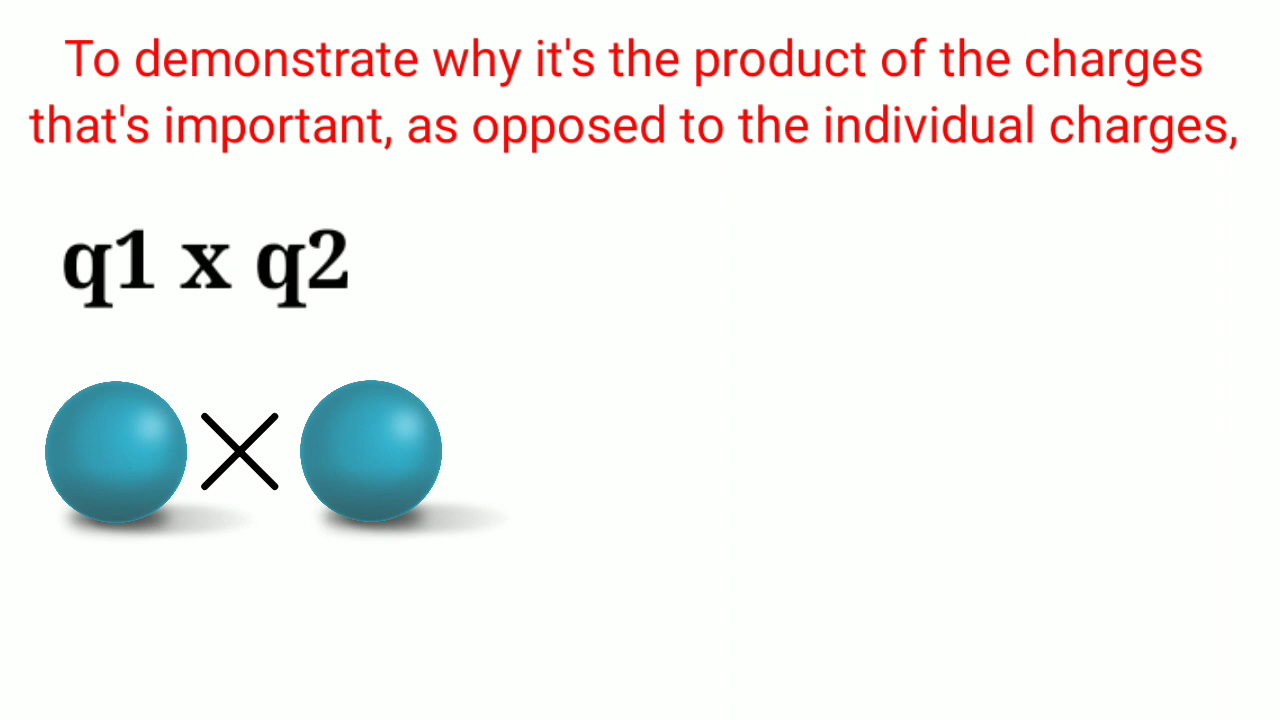 To demonstrate why it's the product of the charges
that's important, as opposed to the individual charges,
q1 x q2